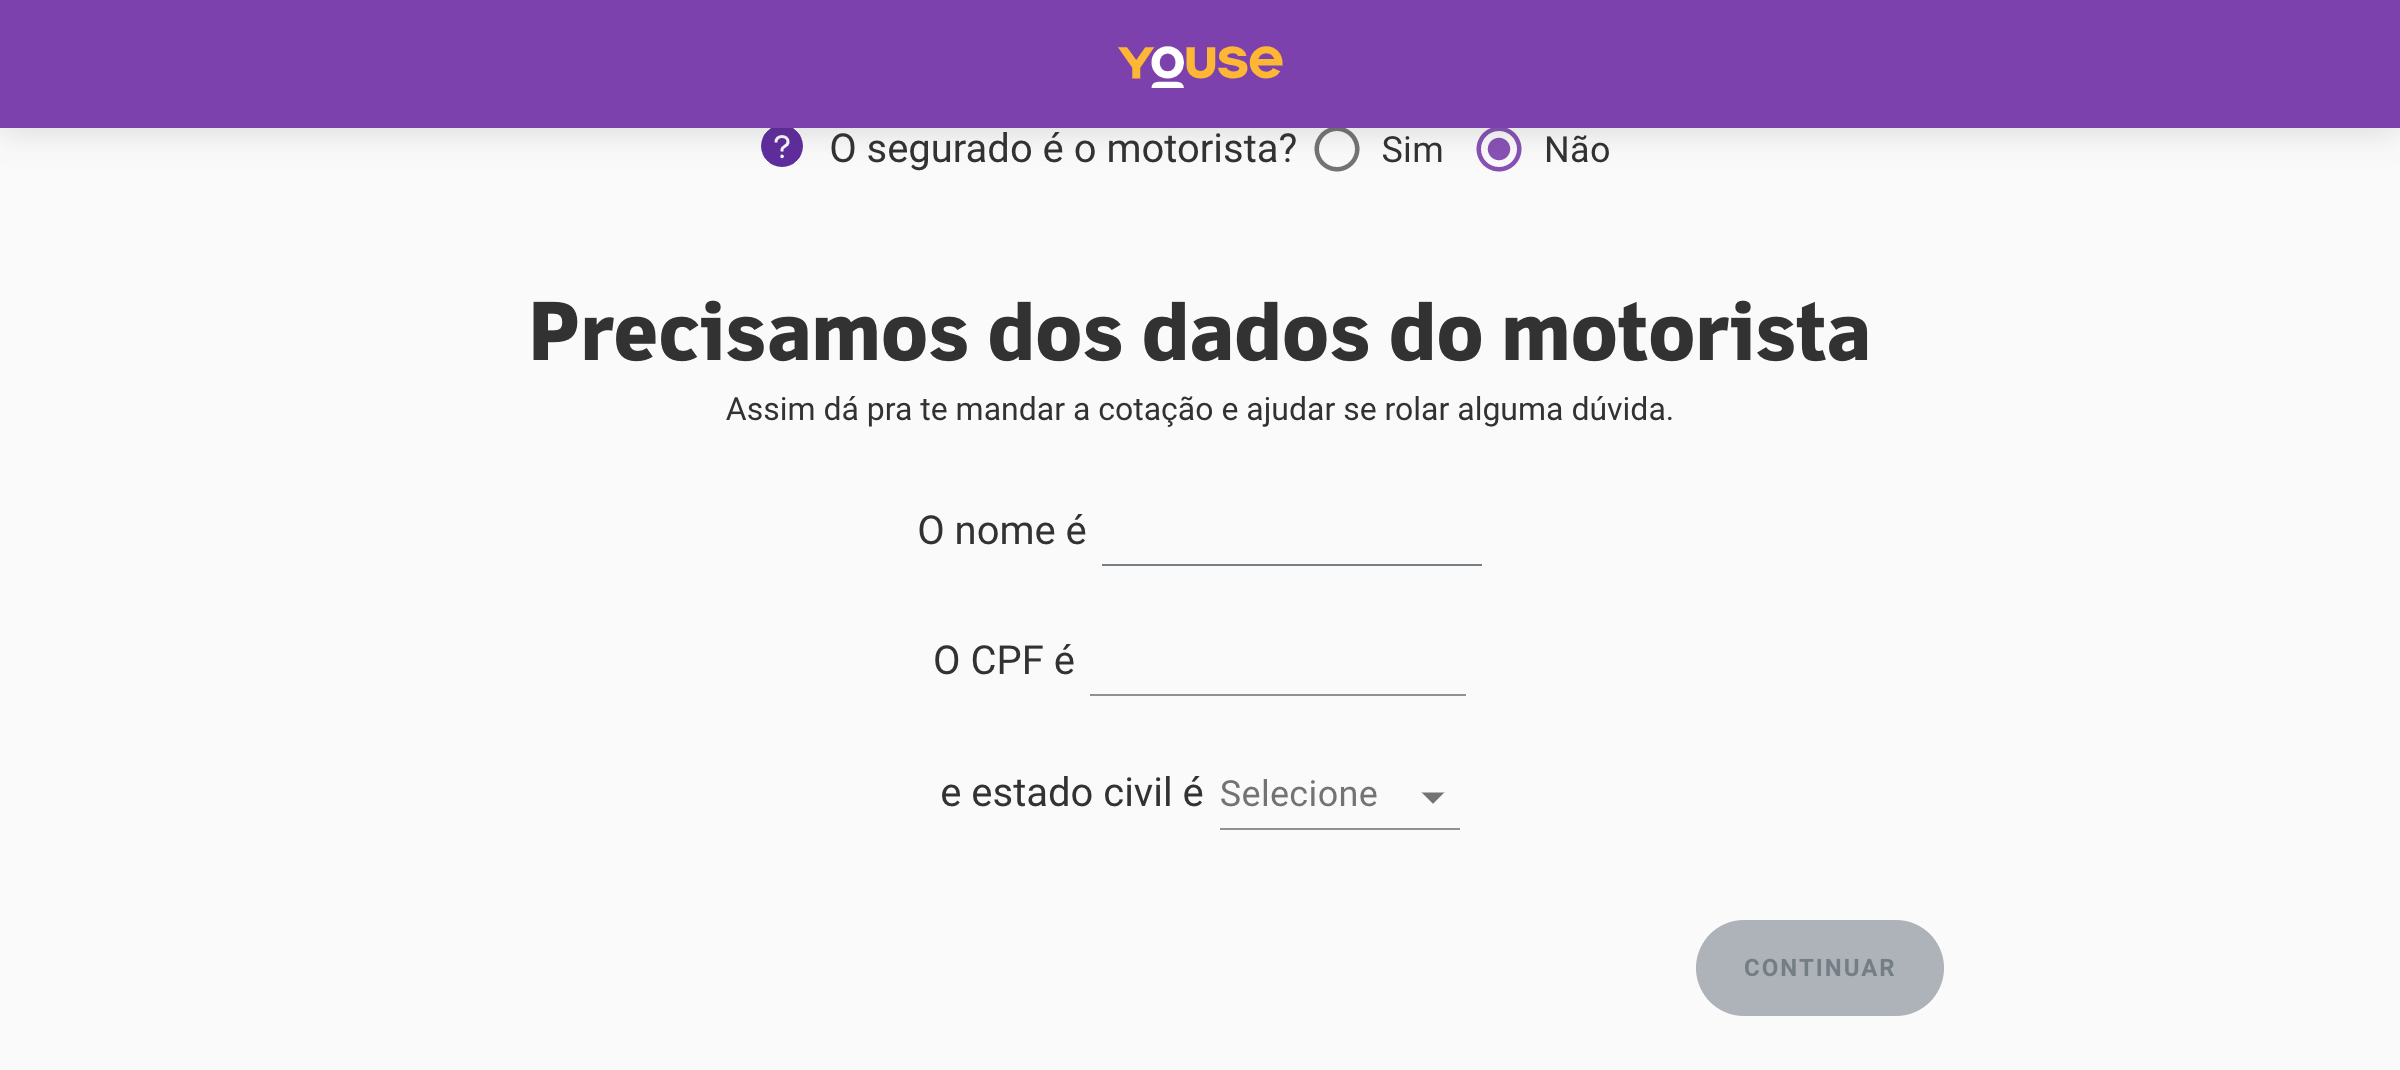 Youse
? O segurado é o motorista? Sim Não
Precisamos dos dados do motorista
Assim dá pra te mandar a cotação e ajudar se rolar alguma dúvida.
O nome é
O CPF é
e estado civil é Selecione
CONTINUAR